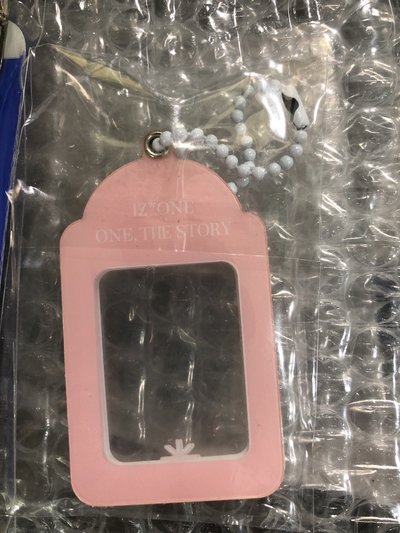 IZ*ONE
ONE, THE STORY